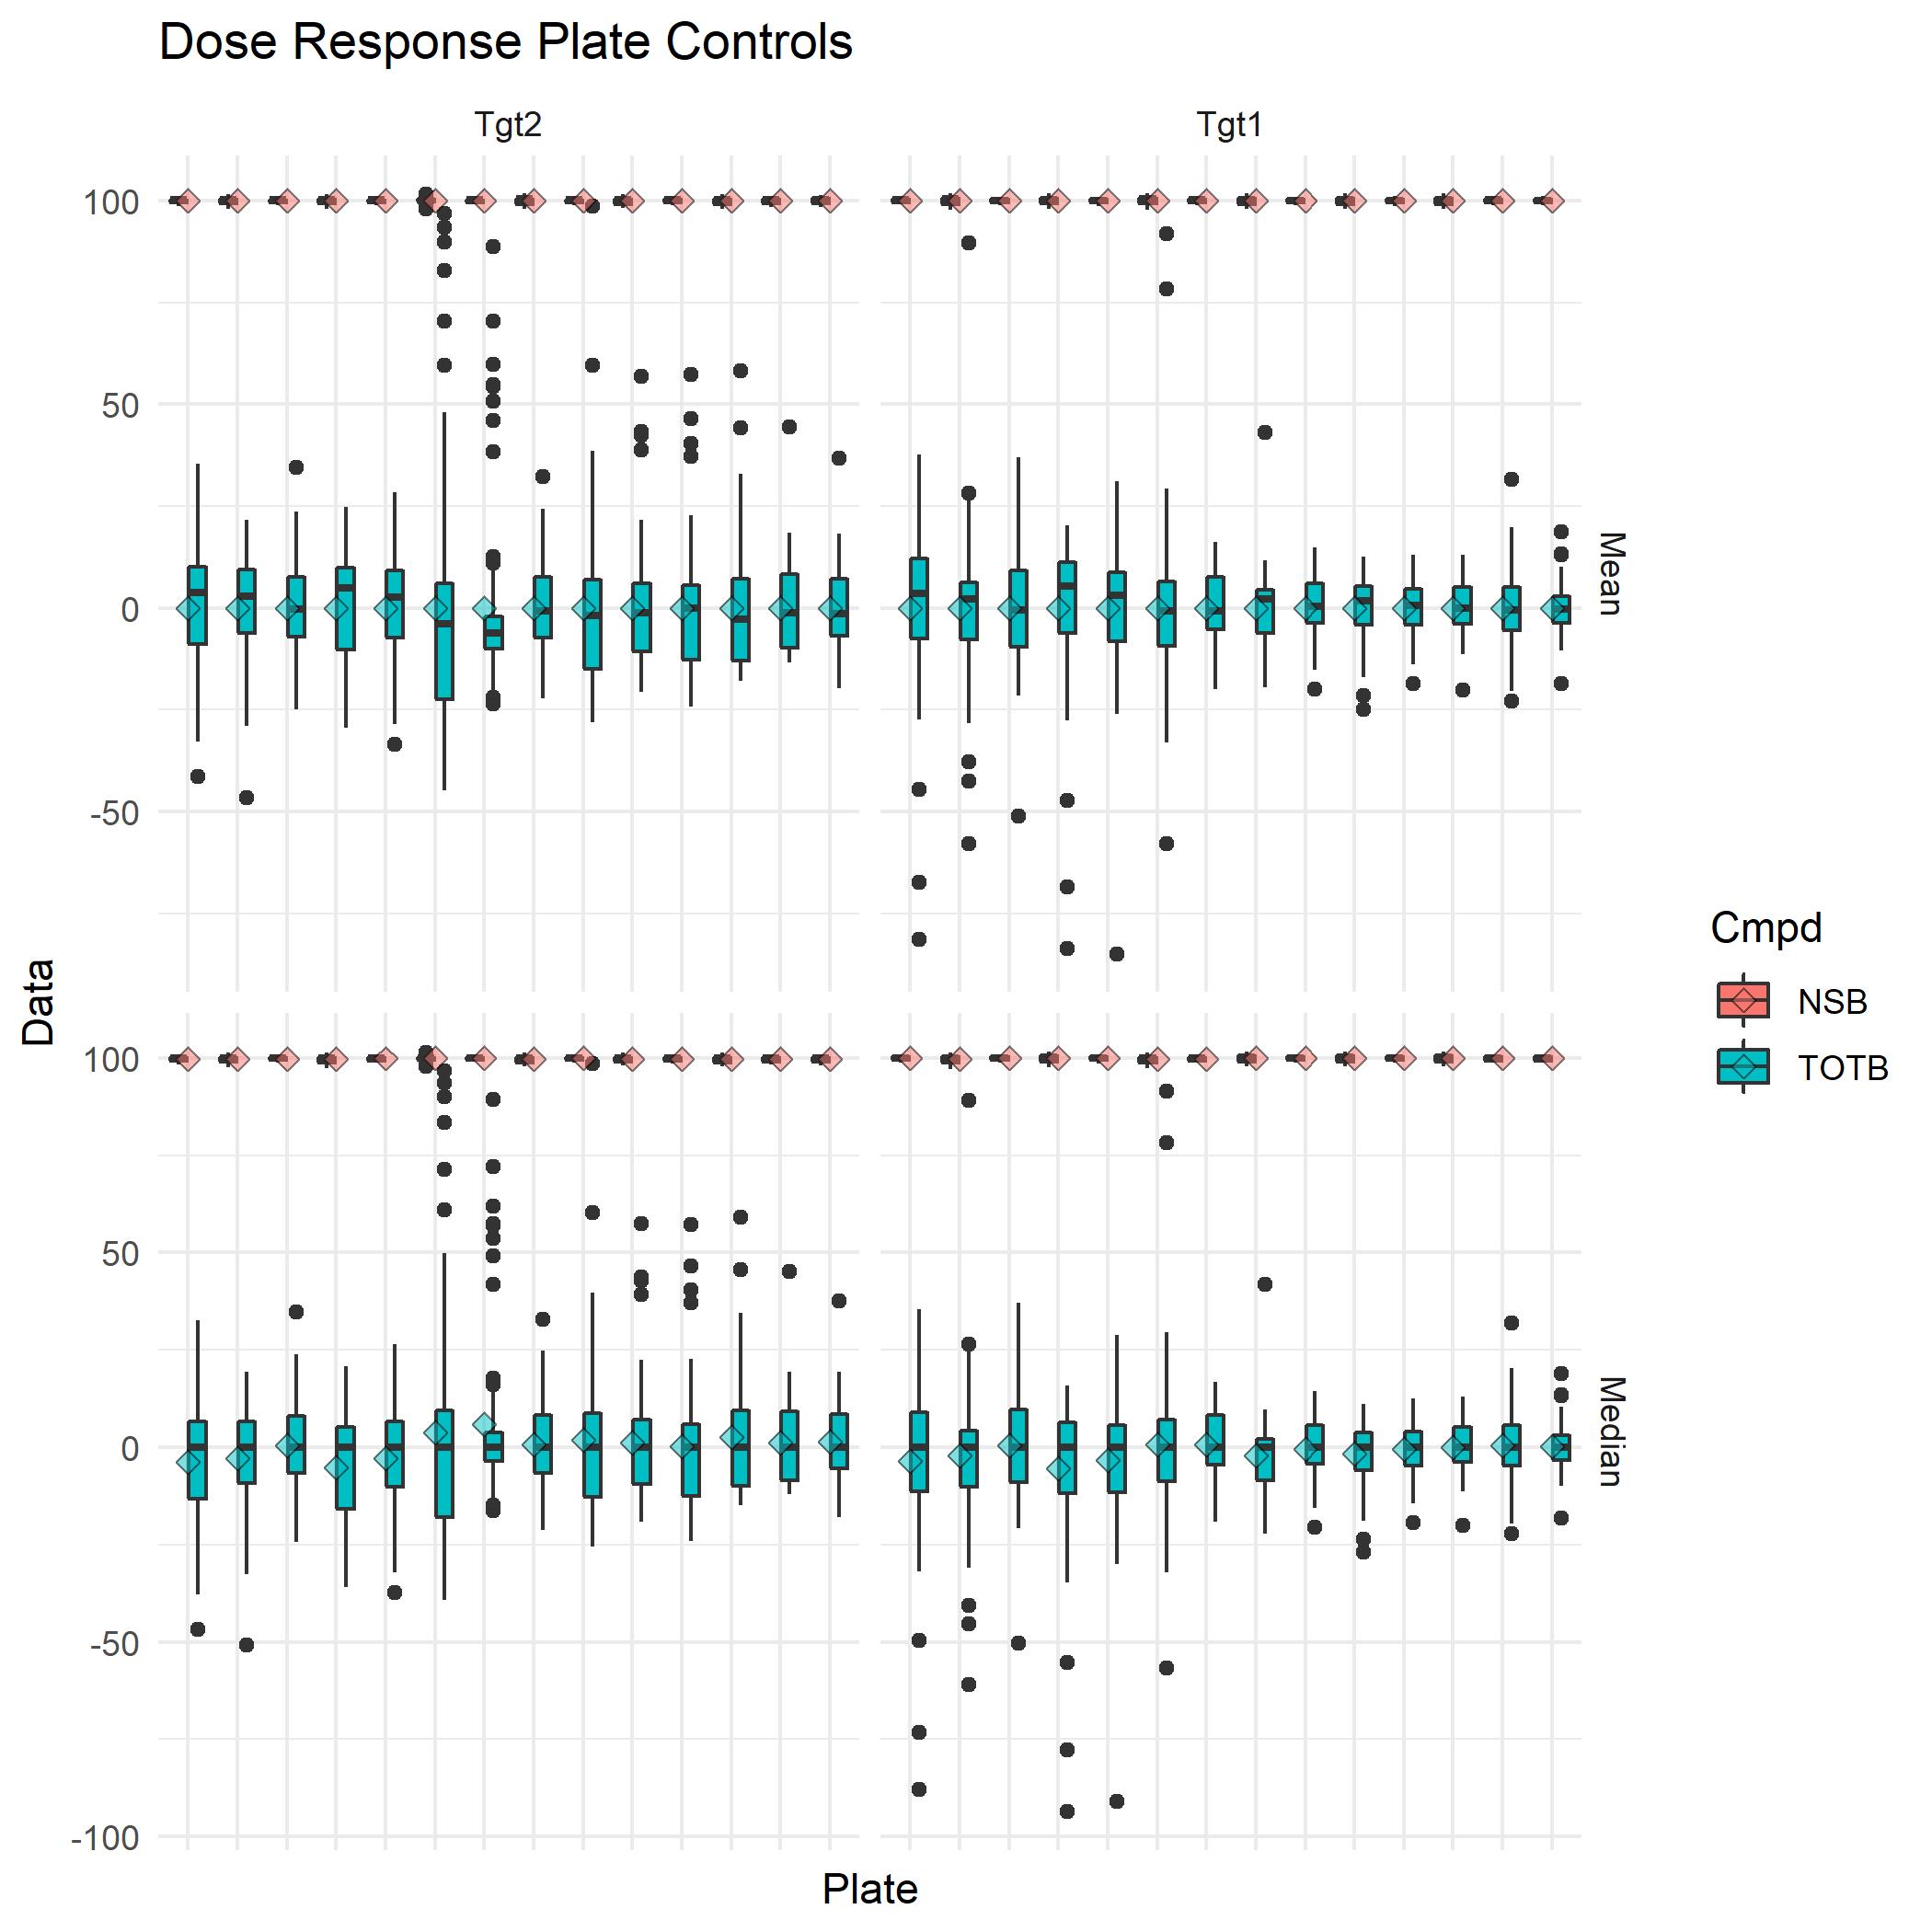 Dose Response Plate Controls
Tgt2
Tgt1
100
50
0
-50
Mean
100
50
0
-50
-100
Median
Data
Plate
Cmpd
NSB
TOTB